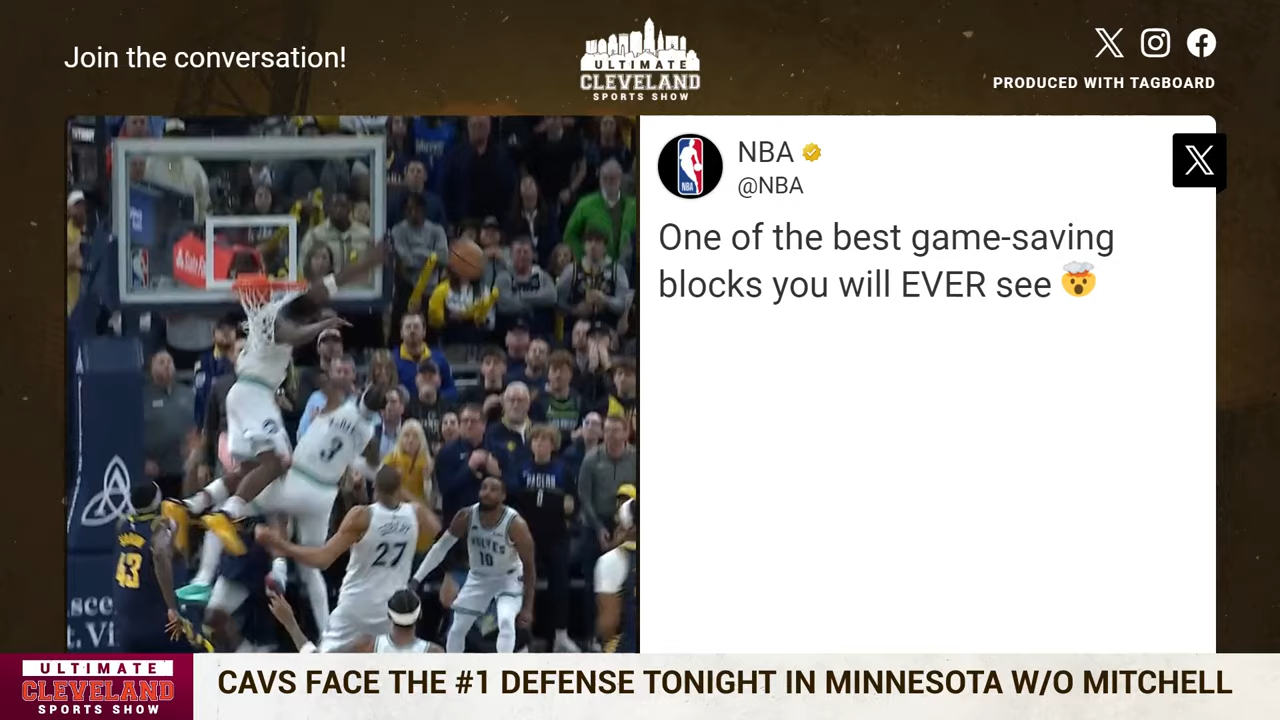 Join the conversation!
ULTIMATE
CLEVELAND
SPORTS SHOW
PRODUCED WITH TAGBOARD
NBA
NBA
@NBA
One of the best game-saving
blocks you will EVER see 🤯
3
27
WOLVES
10
PACERS
43
ULTIMATE
CLEVELAND
SPORTS SHOW
CAVS FACE THE #1 DEFENSE TONIGHT IN MINNESOTA W/O MITCHELL